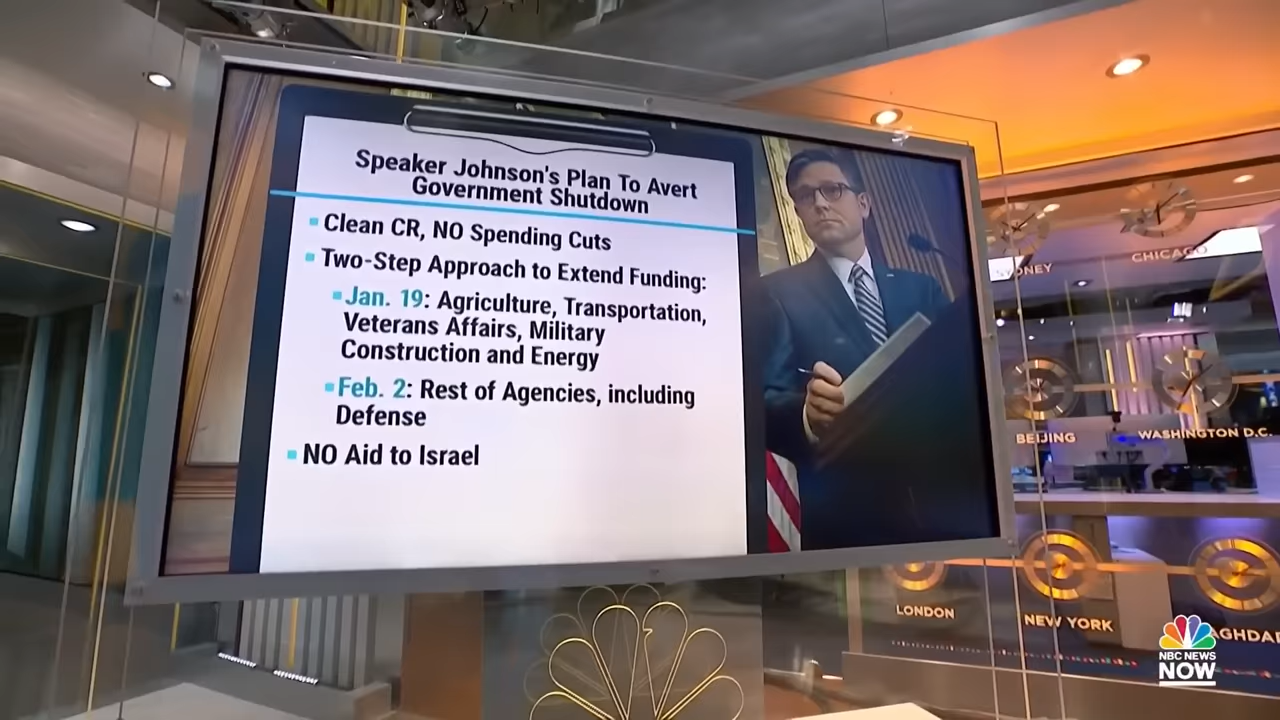 Speaker Johnson's Plan To Avert
Government Shutdown
Clean CR, NO Spending Cuts
Two-Step Approach to Extend Funding:
Jan. 19: Agriculture, Transportation,
Veterans Affairs, Military
Construction and Energy
Feb. 2: Rest of Agencies, including
Defense
NO Aid to Israel
SYDNEY
CHICAGO
BEIJING
WASHINGTON D.C.
LONDON
NEW YORK
AGHDAD
NBC NEWS
NOW